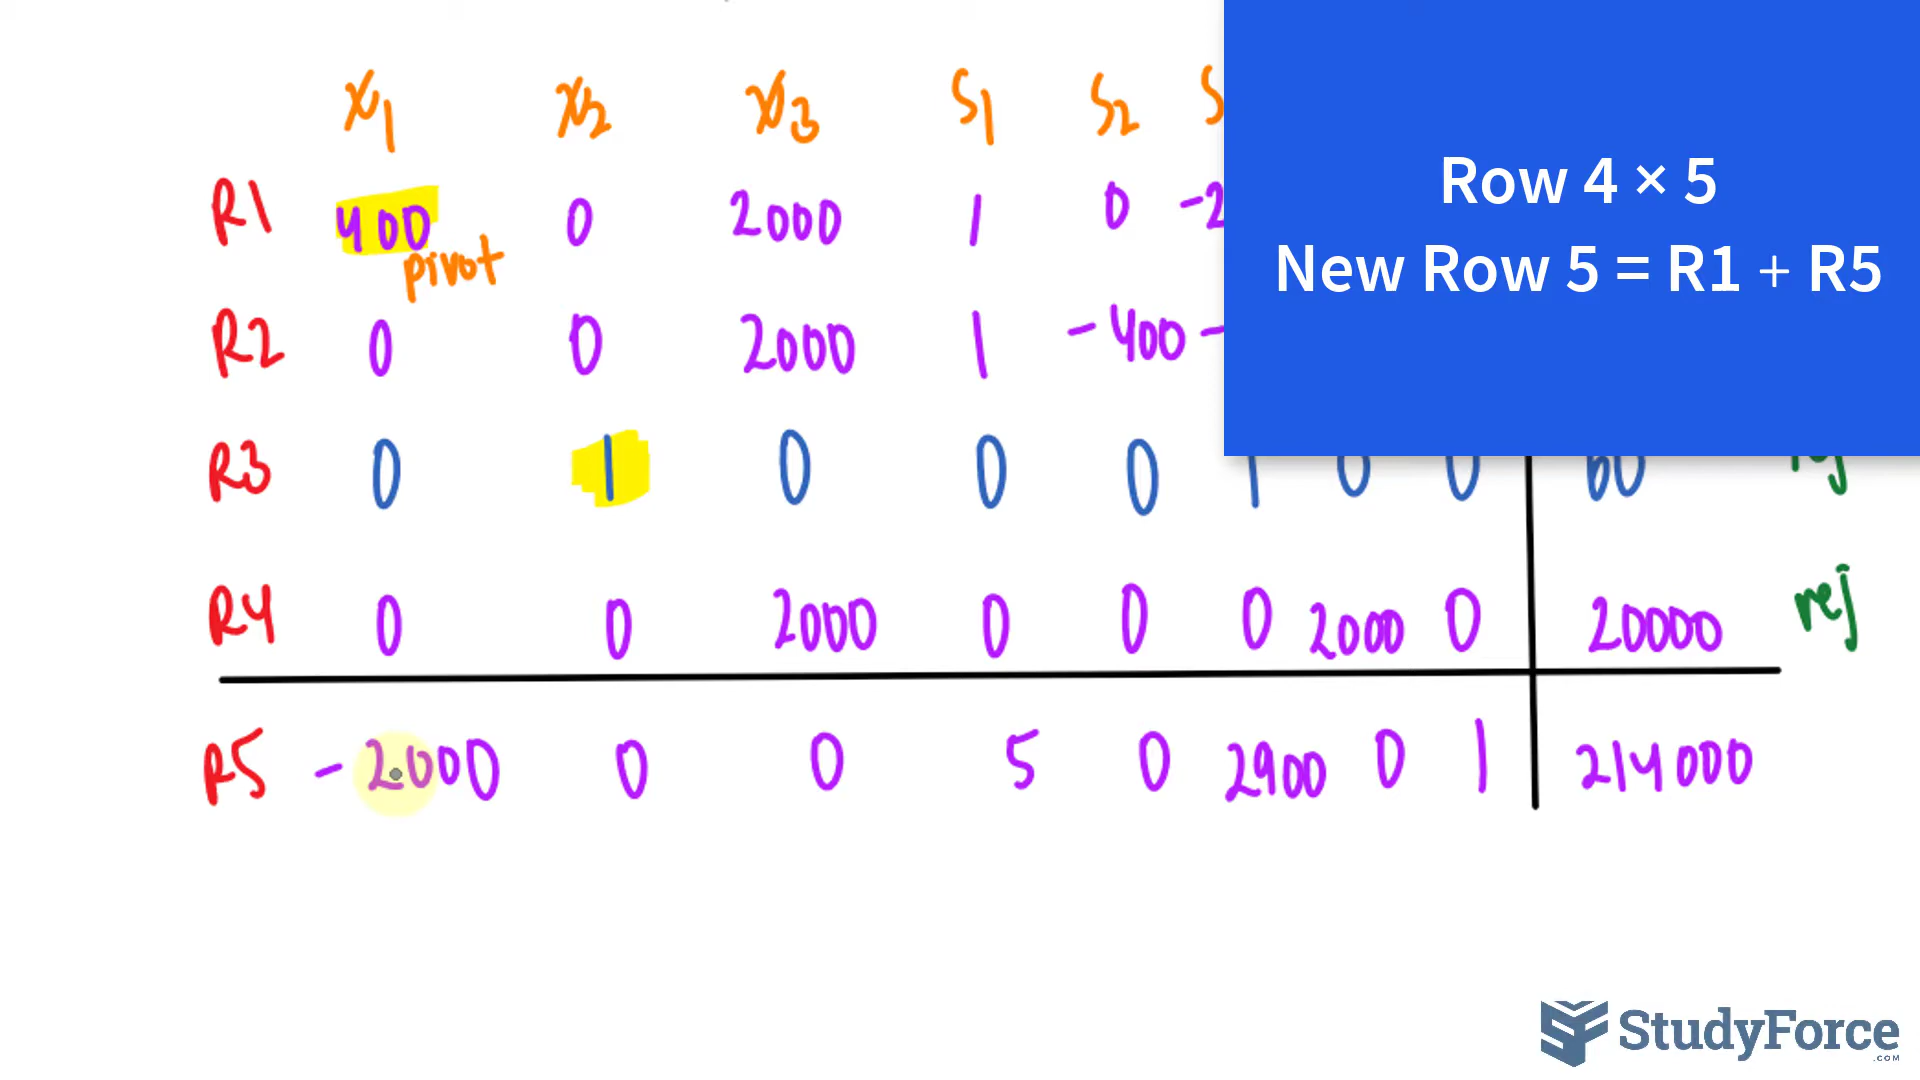 x1 x2 x3 s1 s2
Row 4 × 5
New Row 5 = R1 + R5
R1 400 0 2000 1 0 -2
pivot
R2 0 0 2000 1 -400 -
R3 0 1 0 0 0 1 0 0 60
R4 0 0 2000 0 0 0 2000 0 20000 rej
R5 -2000 0 0 5 0 2900 0 1 214000
StudyForce
.COM